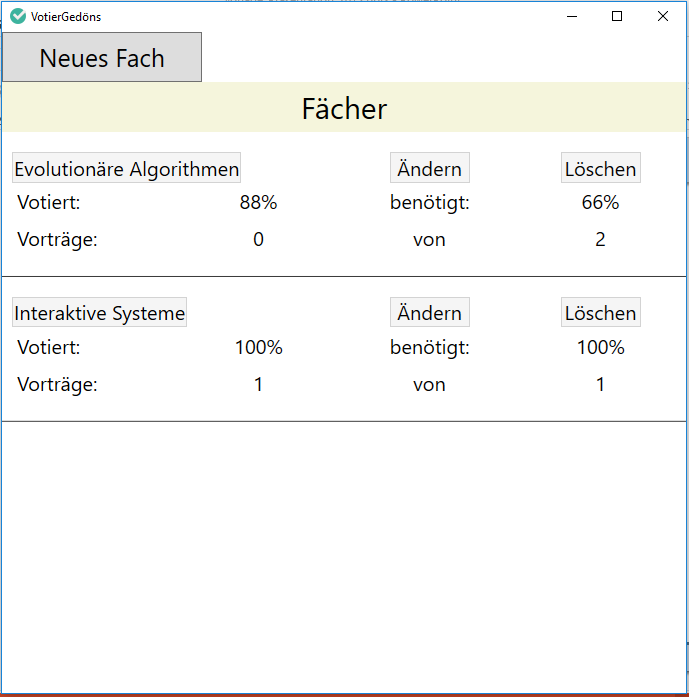 VotierGedöns
Neues Fach
Fächer
Evolutionäre Algorithmen Ändern Löschen
Votiert: 88% benötigt: 66%
Vorträge: 0 von 2
Interaktive Systeme Ändern Löschen
Votiert: 100% benötigt: 100%
Vorträge: 1 von 1